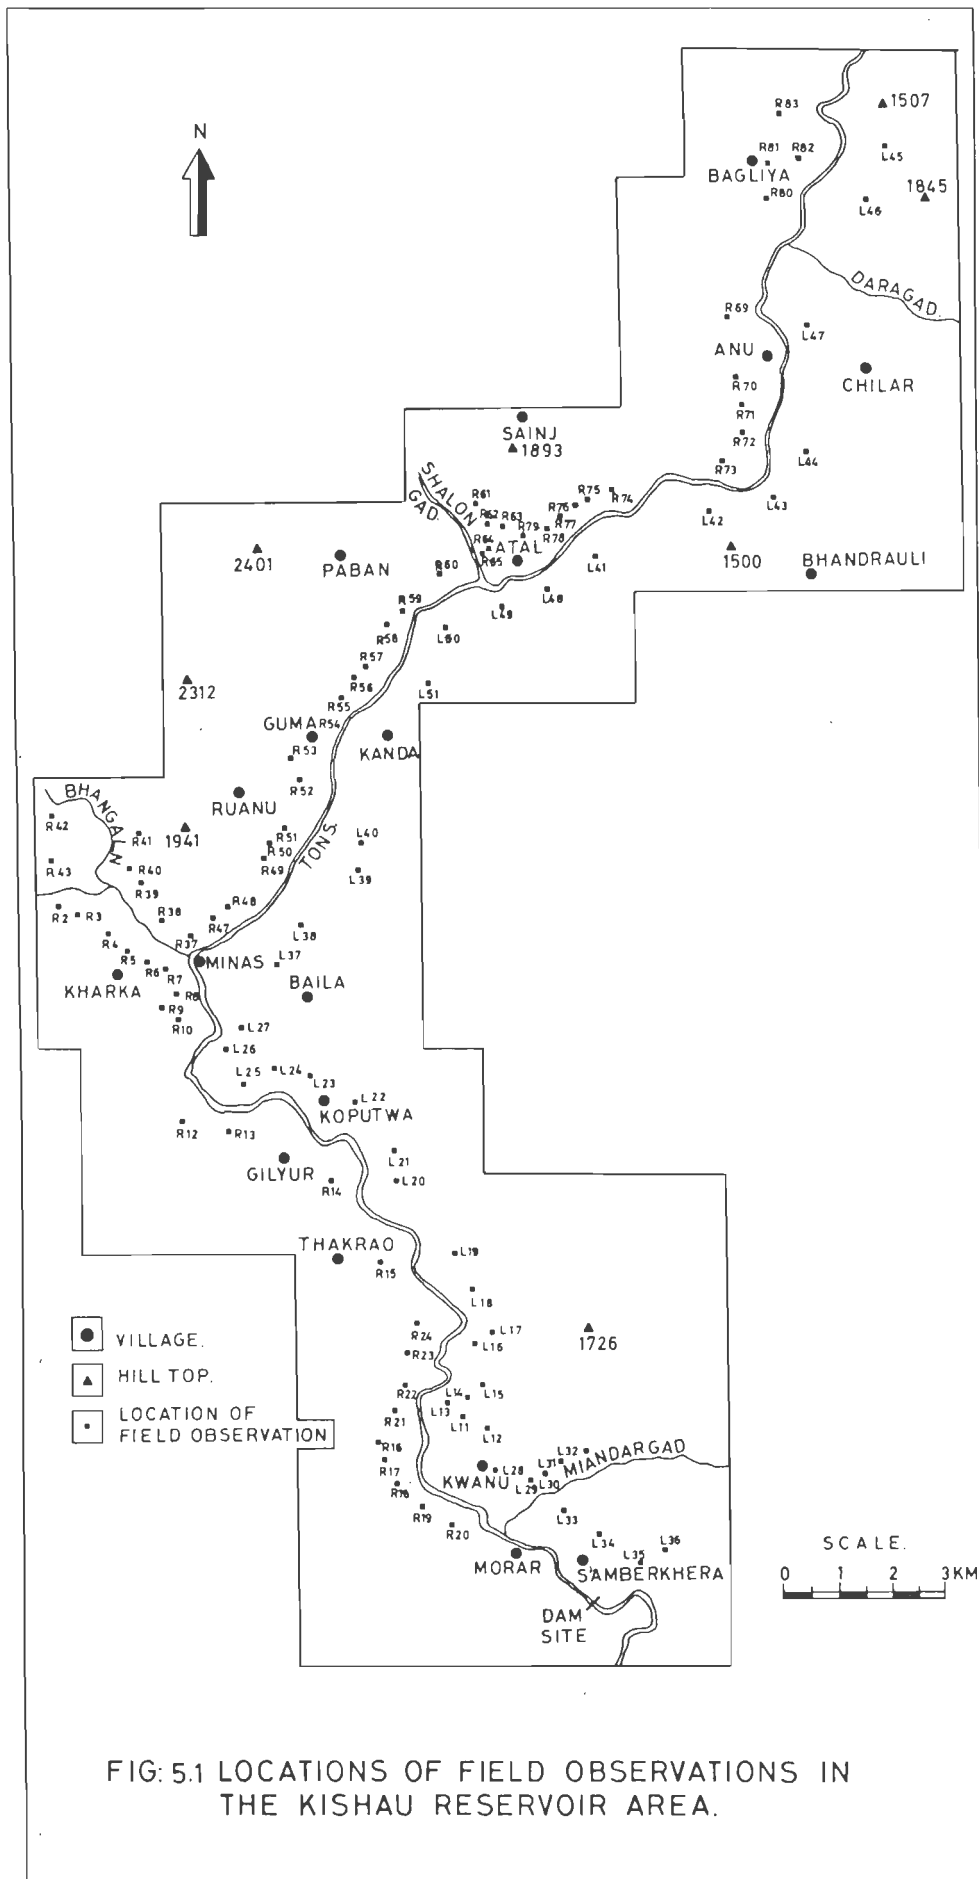 N
R83
1507
R81
R82
L45
BAGLIYA
1845
R80
L46
DARAGAD.
R69
L47
ANU
CHILAR
R70
R71
SAINJ
R72
1893
L44
R73
SHALON
GAD.
R61
R75
R74
R76
L43
R62
R63
R77
L42
R79
R78
R64
ATAL
2401
PABAN
R65
L41
1500
BHANDRAULI
R60
L48
R59
L49
R58
L50
R57
2312
R56
L51
R55
GUMA
R54
KANDA
R53
R52
BHANGALN
RUANU
R42
R41
1941
R51
TONS.
L40
R50
R43
R40
R49
L39
R39
R2
R3
R38
R48
R47
R4
R37
L38
R5
R6
MINAS
L37
KHARKA
R7
BAILA
R8
R9
R10
L27
L26
L25
L24
L23
L22
KOPUTWA
R12
R13
L21
GILYUR
R14
L20
THAKRAO
R15
L19
L18
R24
L17
1726
L16
VILLAGE.
R23
HILL TOP.
R22
L14
L15
L13
R21
L11
LOCATION OF
FIELD OBSERVATION
L12
R16
L32
MIANDARGAD
R17
KWANU
L28
L31
L29
L30
R18
R19
L33
R20
L34
L36
L35
MORAR
SAMBERKHERA
DAM
SITE
SCALE.
0 1 2 3 KM
FIG: 5.1 LOCATIONS OF FIELD OBSERVATIONS IN
THE KISHAU RESERVOIR AREA.